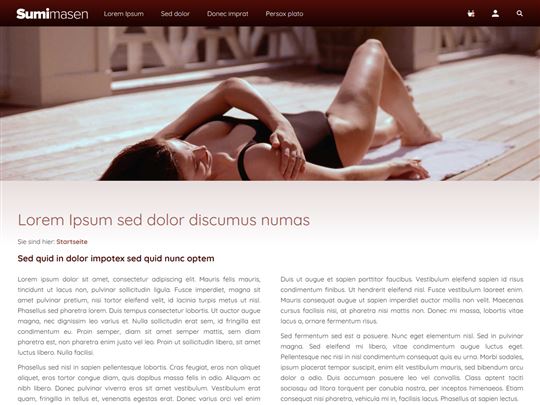 Sumimasen Lorem Ipsum Sed dolor Donec imprat Persox plato
Lorem Ipsum sed dolor discumus numas
Sie sind hier: Startseite
Sed quid in dolor impotex sed quid nunc optem
Lorem ipsum dolor sit amet, consectetur adipiscing elit. Mauris felis mauris,
tincidunt ut lacus non, pulvinar sollicitudin ligula. Fusce imperdiet, magna sit
amet pulvinar pretium, nisi tortor eleifend velit, id lacinia turpis metus ut nisl.
Phasellus sed pharetra lorem. Duis tempus consectetur lobortis. Ut auctor augue
magna, nec dignissim leo varius et. Nulla sollicitudin erat sem, id fringilla est
condimentum eu. Proin semper, diam sit amet semper mattis, sem diam
pharetra est, non pharetra enim justo vel leo. Proin ut sollicitudin libero, sit amet
luctus libero. Nulla facilisi.
Phasellus sed nisl in sapien pellentesque lobortis. Cras feugiat, eros non aliquet
aliquet, eros tortor congue diam, quis dapibus massa felis in odio. Aliquam ac
nibh libero. Donec pulvinar viverra eros sit amet vestibulum. Vestibulum erat
quam, fringilla in tellus et, venenatis egestas erat. Donec varius vel enim
Duis ut augue et sapien porttitor faucibus. Vestibulum eleifend sapien id risus
condimentum finibus. Ut hendrerit eleifend nisl. Fusce vestibulum laoreet enim.
Mauris consequat augue ut sapien imperdiet auctor mollis non velit. Maecenas
cursus facilisis nisi, at pharetra nisi mattis non. Donec mi massa, lobortis vitae
lacus a, ornare fermentum risus.
Sed fermentum sed est a posuere. Nunc eget elementum nisl. Sed in pulvinar
magna. Sed eleifend mi libero, vitae condimentum augue luctus eget.
Pellentesque nec nisi in nisl condimentum consequat quis eu urna. Morbi sodales,
ipsum placerat tempor suscipit, enim elit vestibulum mauris, sed bibendum arcu
dolor a odio. Duis accumsan posuere leo vel convallis. Class aptent taciti
sociosqu ad litora torquent per conubia nostra, per inceptos himenaeos. Etiam
consequat nisi pharetra, vehicula mi in, facilisis lacus. Phasellus at sapien lectus.